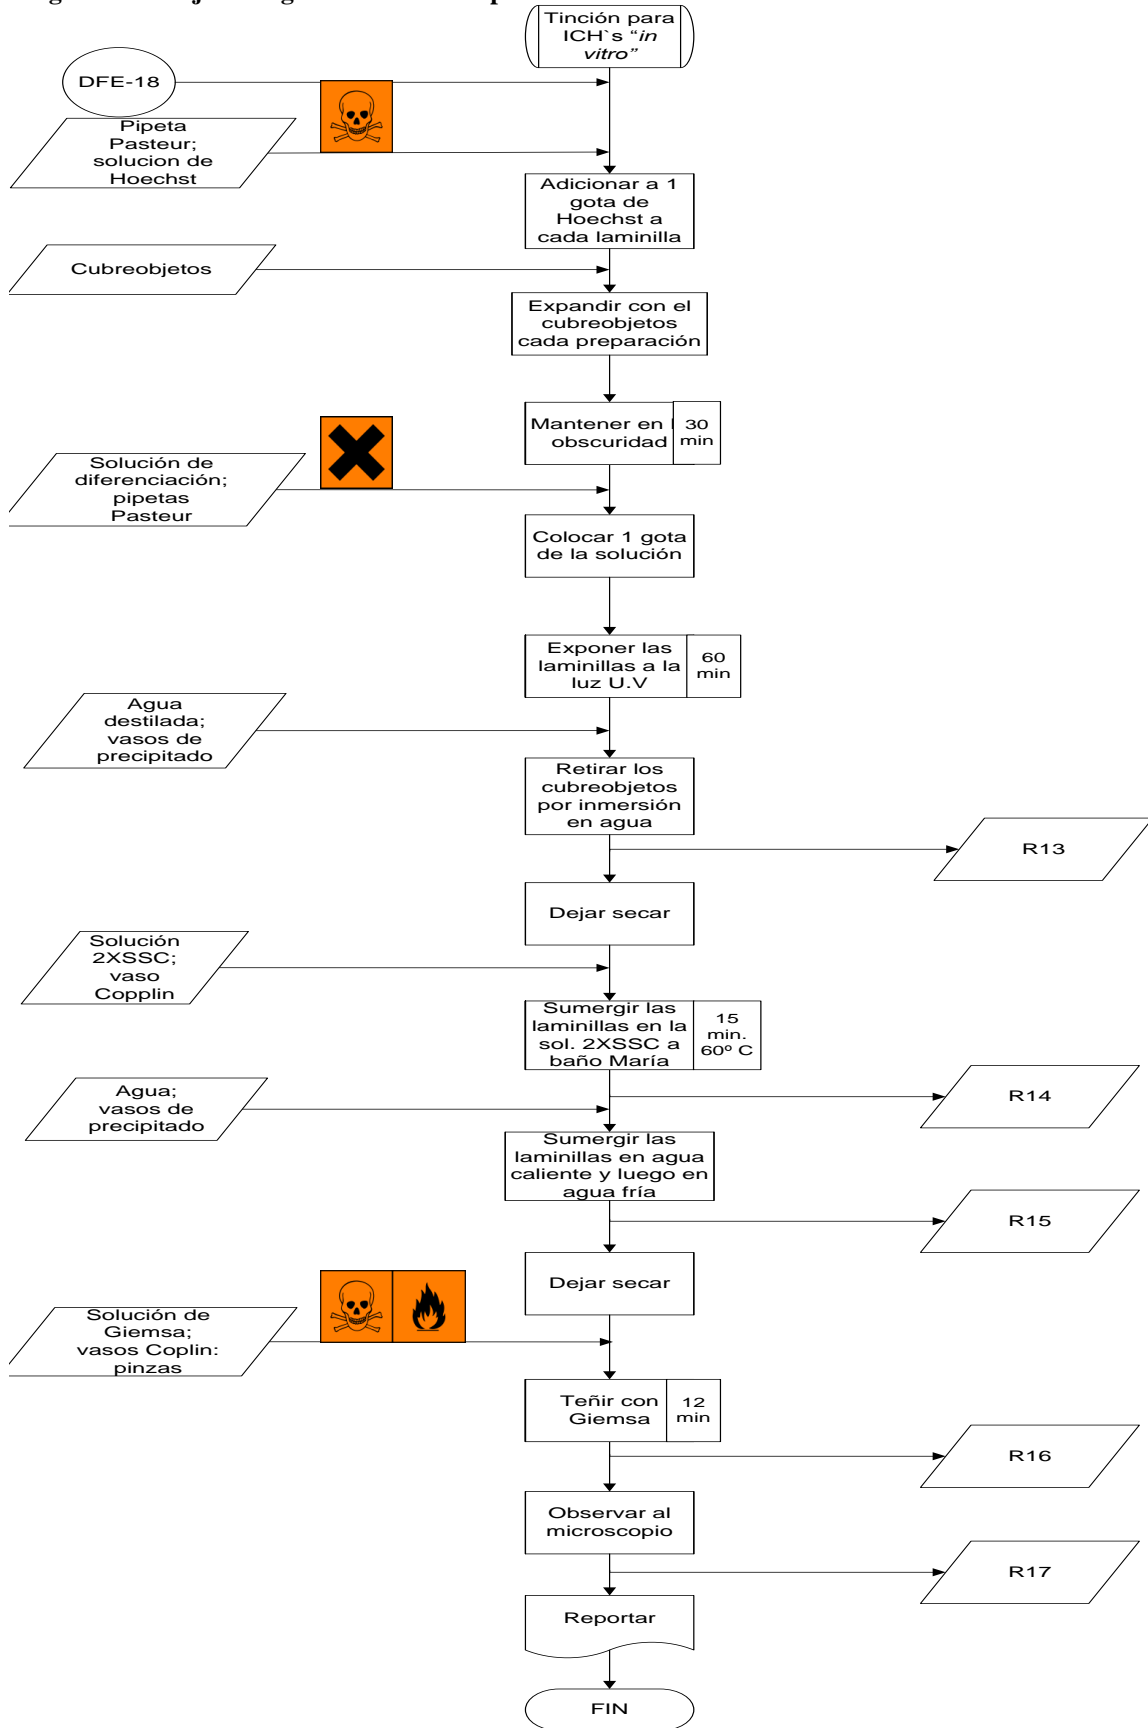 Tinción para
ICH`s “in
vitro”
DFE-18
Pipeta
Pasteur;
solucion de
Hoechst
Adicionar a 1
gota de
Hoechst a
cada laminilla
Cubreobjetos
Expandir con el
cubreobjetos
cada preparación
Mantener en
obscuridad
30
min
Solución de
diferenciación;
pipetas
Pasteur
Colocar 1 gota
de la solución
Exponer las
laminillas a la
luz U.V
60
min
Agua
destilada;
vasos de
precipitado
Retirar los
cubreobjetos
por inmersión
en agua
R13
Dejar secar
Solución
2XSSC;
vaso
Copplin
Sumergir las
laminillas en la
sol. 2XSSC a
baño María
15
min.
60º C
R14
Agua;
vasos de
precipitado
Sumergir las
laminillas en agua
caliente y luego en
agua fría
R15
Dejar secar
Solución de
Giemsa;
vasos Coplin:
pinzas
Teñir con
Giemsa
12
min
R16
Observar al
microscopio
R17
Reportar
FIN